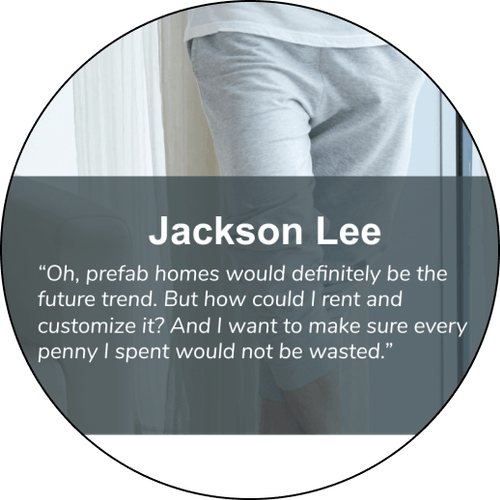 Jackson Lee
“Oh, prefab homes would definitely be the
future trend. But how could I rent and
customize it? And I want to make sure every
penny I spent would not be wasted.”